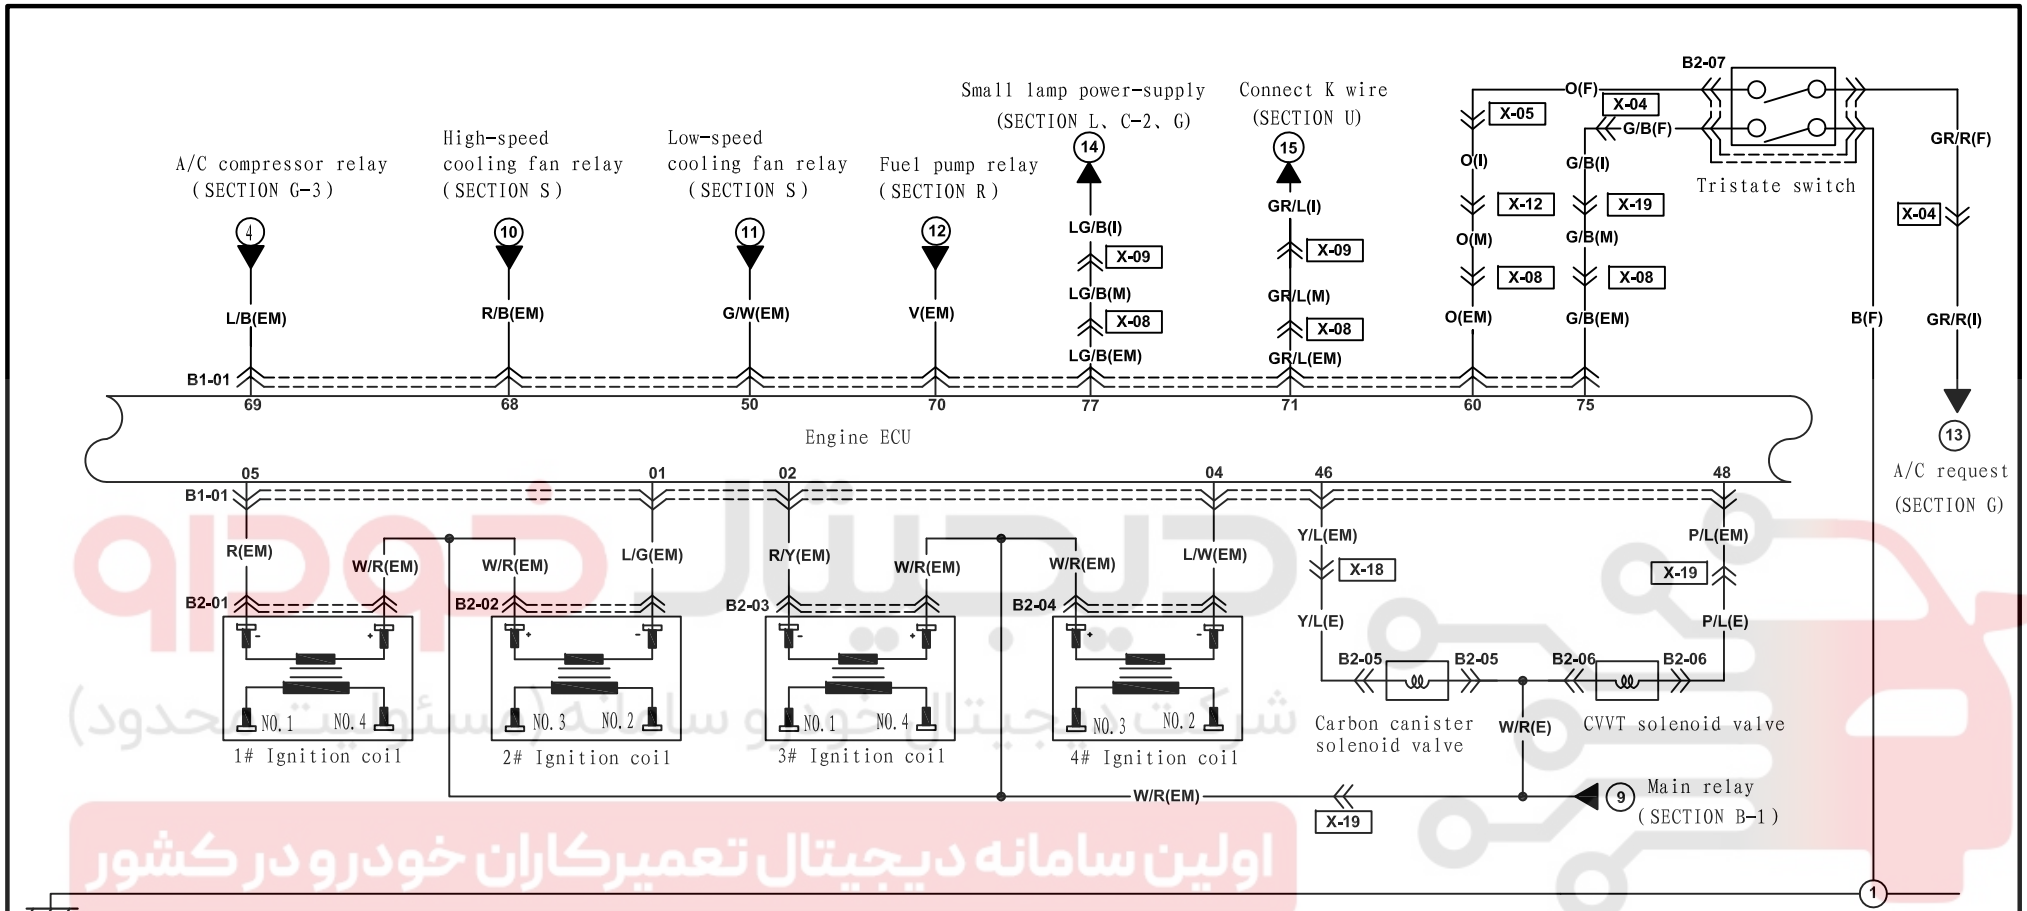 B2-07
Small lamp power-supply
(SECTION L、C-2、G)
Connect K wire
(SECTION U)
High-speed
cooling fan relay
(SECTION S)
Low-speed
cooling fan relay
(SECTION S)
A/C compressor relay
(SECTION G-3)
Fuel pump relay
(SECTION R)
Tristate switch
O(F)
X-04
X-05
G/B(F)
GR/R(F)
14
15
4
10
11
12
O(I)
G/B(I)
LG/B(I)
GR/L(I)
X-12
X-19
X-04
O(M)
G/B(M)
X-09
X-09
X-08
X-08
LG/B(M)
GR/L(M)
L/B(EM)
R/B(EM)
G/W(EM)
V(EM)
X-08
X-08
O(EM)
G/B(EM)
B(F)
GR/R(I)
LG/B(EM)
GR/L(EM)
B1-01
69
68
50
70
77
71
60
75
Engine ECU
13
A/C request
(SECTION G)
05
01
02
04
46
48
B1-01
دیجیتال خودرو
R(EM)
W/R(EM)
W/R(EM)
L/G(EM)
R/Y(EM)
W/R(EM)
W/R(EM)
L/W(EM)
Y/L(EM)
P/L(EM)
X-18
X-19
B2-01
B2-02
B2-03
B2-04
Y/L(E)
P/L(E)
- +
+ -
- +
+ -
B2-05
B2-05
B2-06
B2-06
شرکت دیجیتال خودرو سامانه (مسئولیت محدود)
NO.1
NO.4
NO.3
NO.2
NO.1
NO.4
NO.3
NO.2
1# Ignition coil
2# Ignition coil
3# Ignition coil
4# Ignition coil
Carbon canister
solenoid valve
W/R(E)
CVVT solenoid valve
W/R(EM)
X-19
9
Main relay
(SECTION B-1)
اولین سامانه دیجیتال تعمیرکاران خودرو در کشور
1